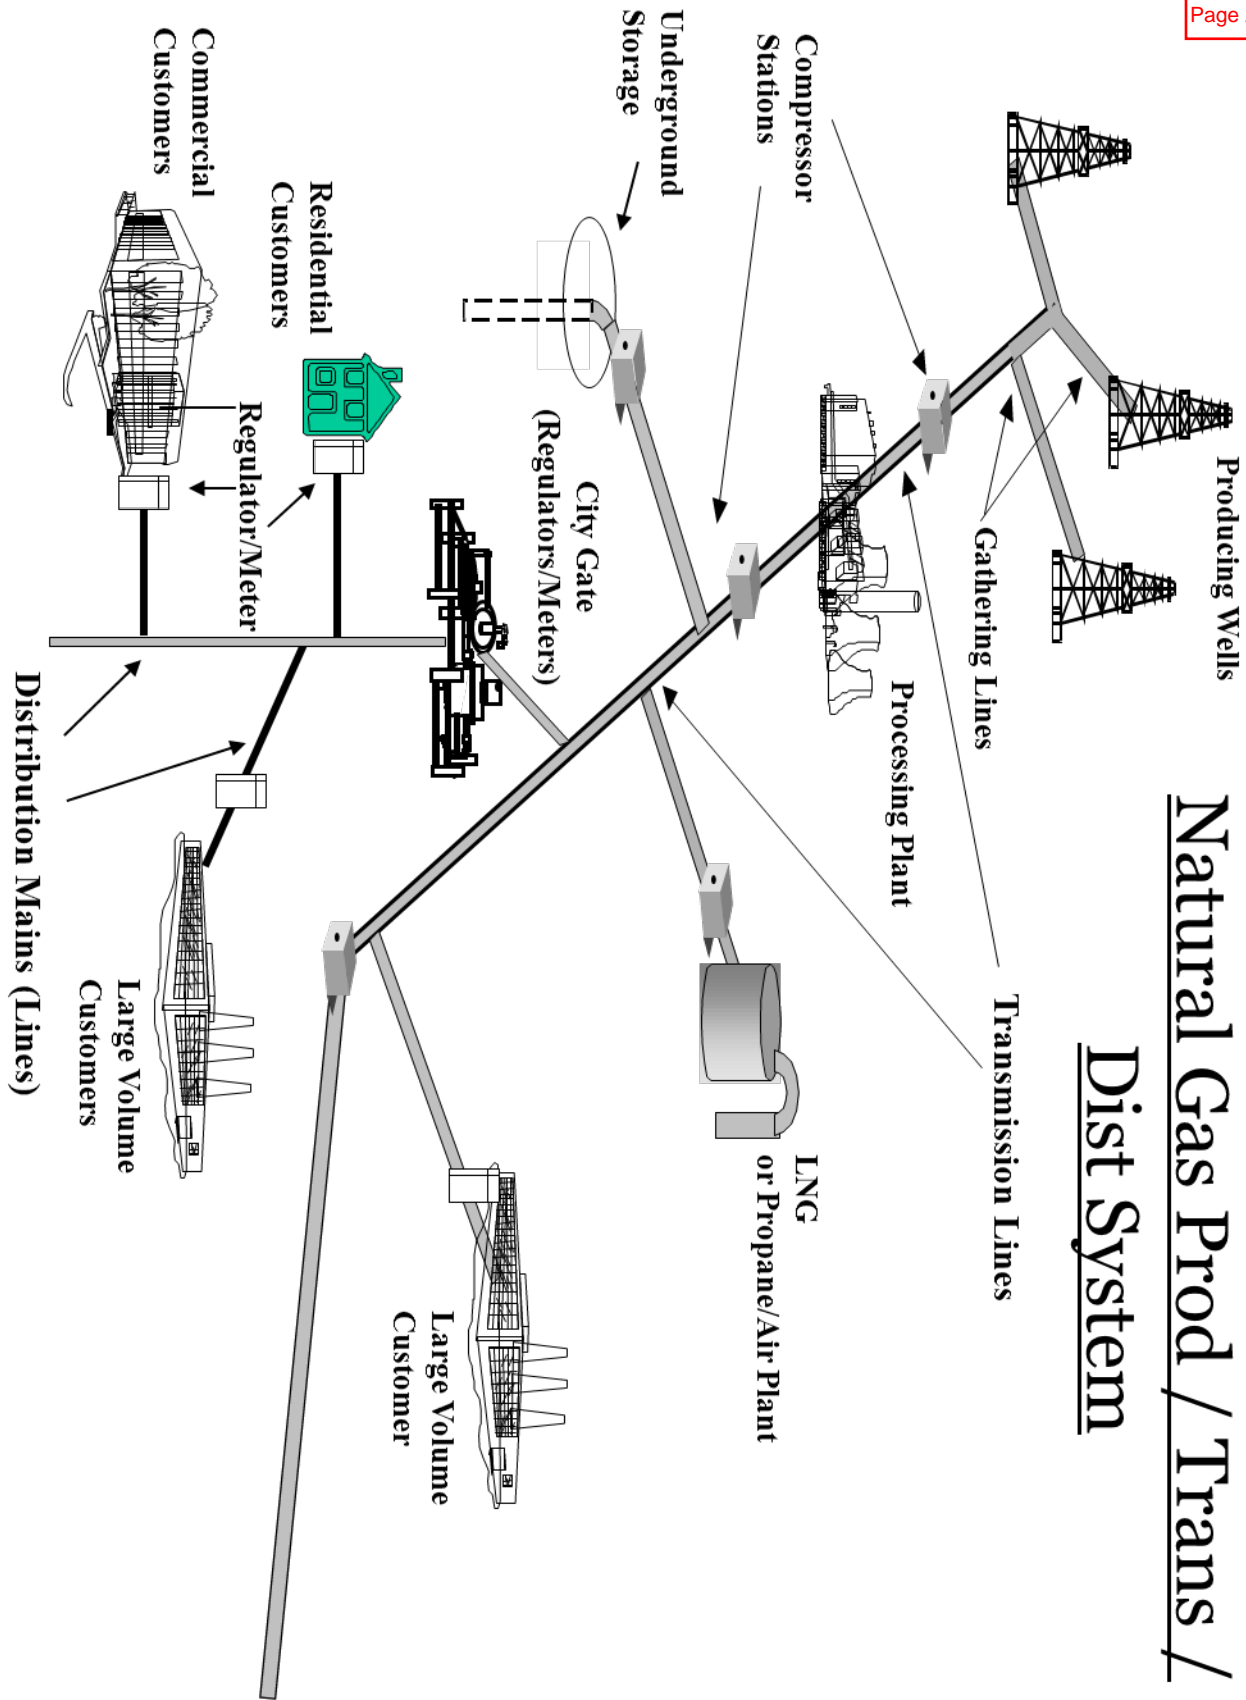 Page
Natural Gas Prod / Trans /
Dist System
Producing Wells
Gathering Lines
Transmission Lines
Processing Plant
Compressor
Stations
LNG
or Propane/Air Plant
Underground
Storage
City Gate
(Regulators/Meters)
Large Volume
Customer
Residential
Customers
Regulator/Meter
Commercial
Customers
Large Volume
Customers
Distribution Mains (Lines)